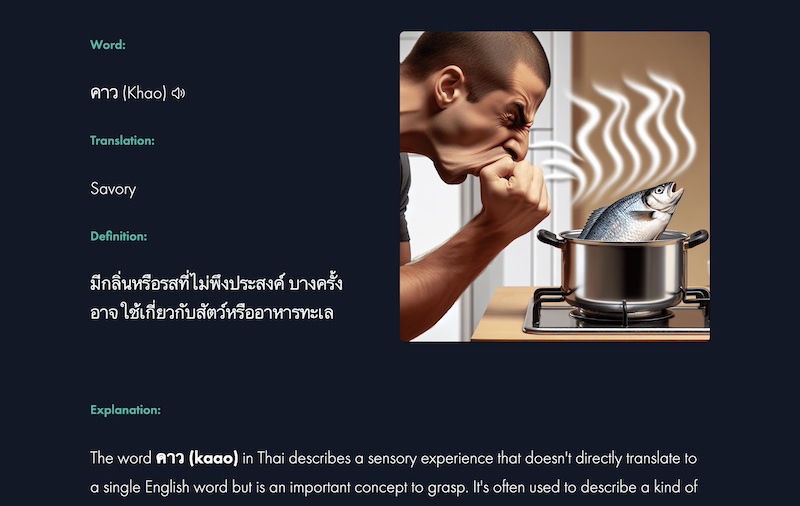 Word:
คาว (Khao)
Translation:
Savory
Definition:
มีกลิ่นหรือรสที่ไม่พึงประสงค์ บางครั้ง
อาจ ใช้เกี่ยวกับสัตว์หรืออาหารทะเล
Explanation:
The word คาว (kaao) in Thai describes a sensory experience that doesn't directly translate to
a single English word but is an important concept to grasp. It's often used to describe a kind of